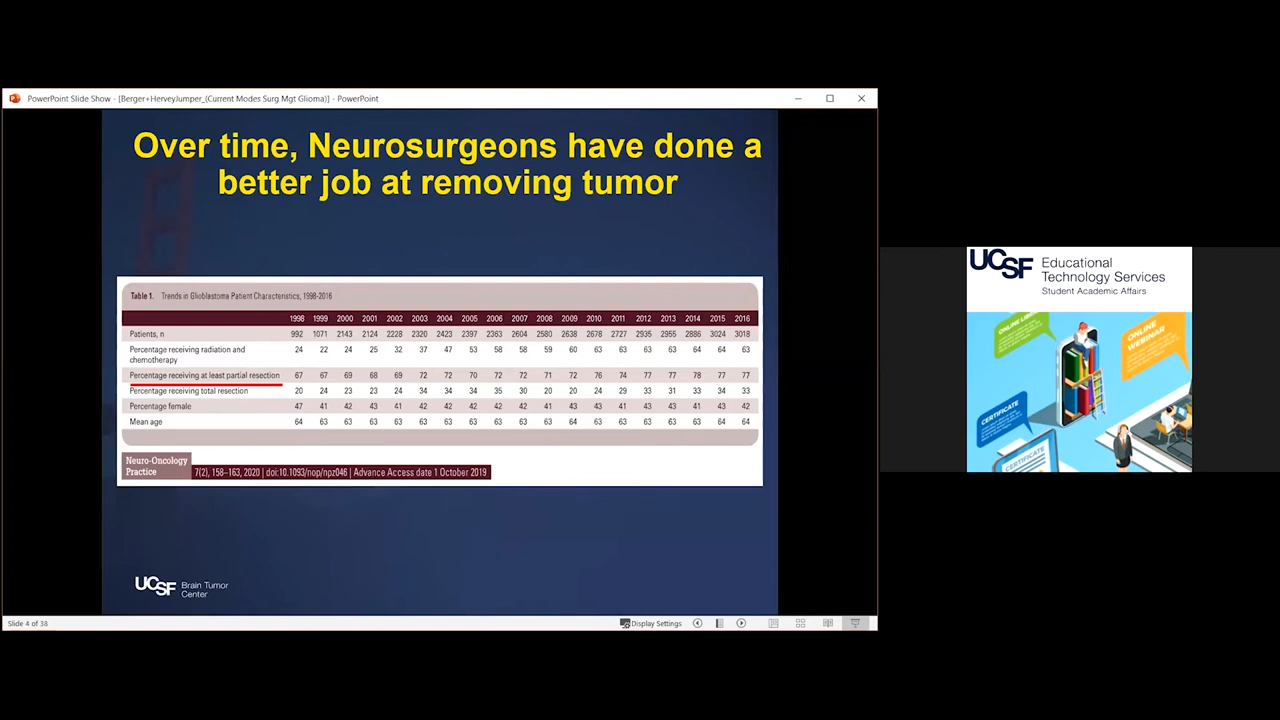 PowerPoint Slide Show - [Berger+HerveyJumper_(Current Modes Surg Mgt Glioma)] - PowerPoint
Over time, Neurosurgeons have done a
better job at removing tumor
Table 1. Trends in Glioblastoma Patient Characteristics, 1998-2016
1998 1999 2000 2001 2002 2003 2004 2005 2006 2007 2008 2009 2010 2011 2012 2013 2014 2015 2016
Patients, n 992 1071 2143 2124 2228 2320 2423 2397 2363 2604 2580 2638 2678 2727 2935 2955 2886 3024 3018
Percentage receiving radiation and
chemotherapy 24 22 24 25 32 37 47 53 58 58 59 60 63 63 63 63 64 64 63
Percentage receiving at least partial resection 67 67 69 68 69 72 72 70 72 72 71 72 76 74 77 77 78 77 77
Percentage receiving total resection 20 24 23 23 24 34 34 34 35 30 20 20 24 29 33 31 33 34 33
Percentage female 47 41 42 43 41 42 42 42 42 42 41 43 43 41 43 43 41 43 42
Mean age 64 63 63 63 63 63 63 63 63 63 63 64 63 63 63 63 63 64 64
Neuro-Oncology
Practice
7(2), 158–163, 2020 | doi:10.1093/nop/npz046 | Advance Access date 1 October 2019
UCSF Brain Tumor
Center
Slide 4 of 38
Display Settings
UCSF Educational
Technology Services
Student Academic Affairs
ONLINE
WEBINAR
CERTIFICATE
CERTIFICATE